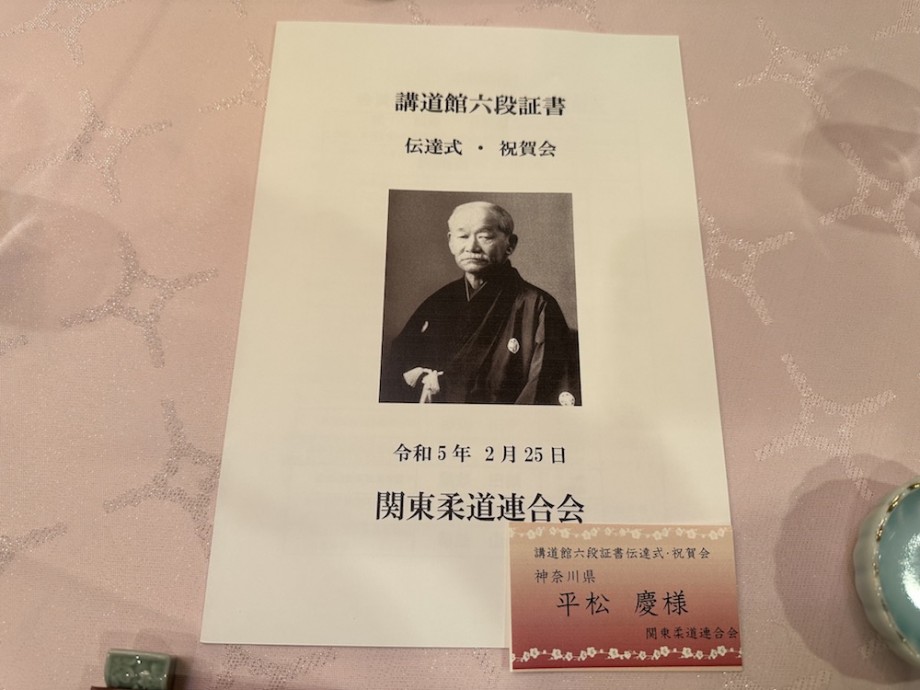 講道館六段証書
伝達式 ・ 祝賀会
令和5年 2月25日
関東柔道連合会
講道館六段証書伝達式・祝賀会
神奈川県
平松 慶様
関東柔道連合会